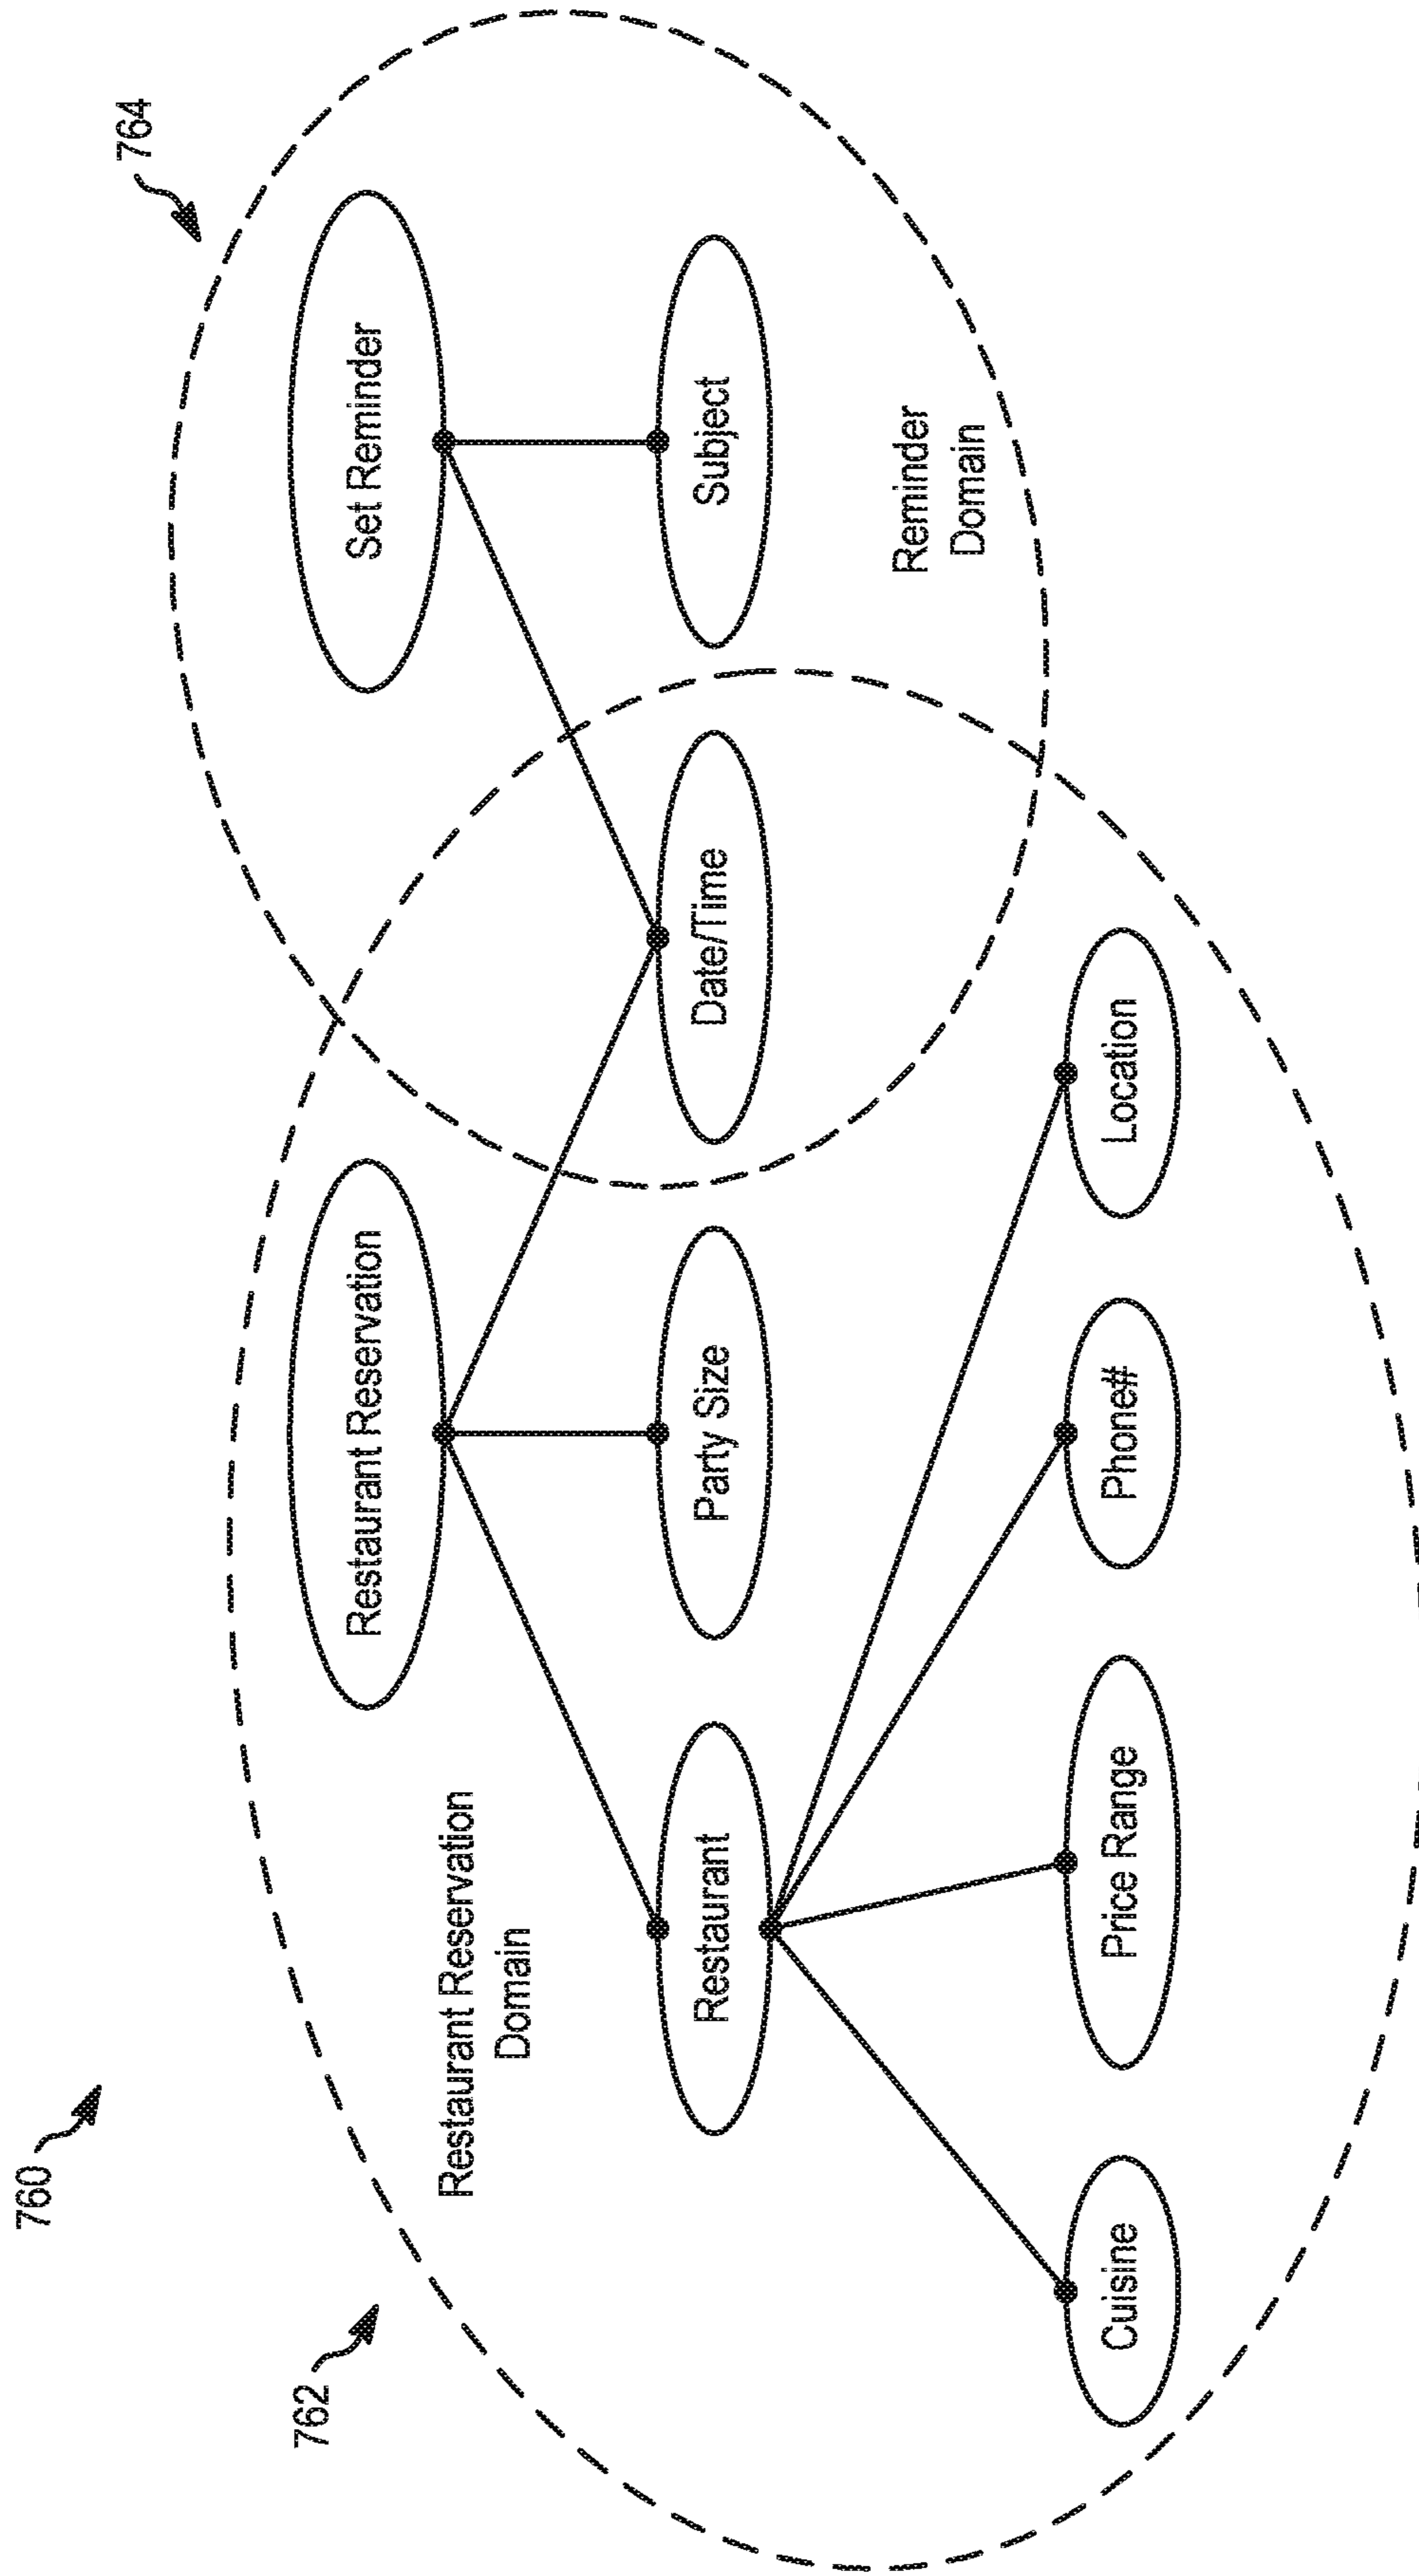 760
762
764
Restaurant Reservation
Set Reminder
Restaurant Reservation
Domain
Restaurant
Party Size
Date/Time
Subject
Reminder
Domain
Cuisine
Price Range
Phone#
Location